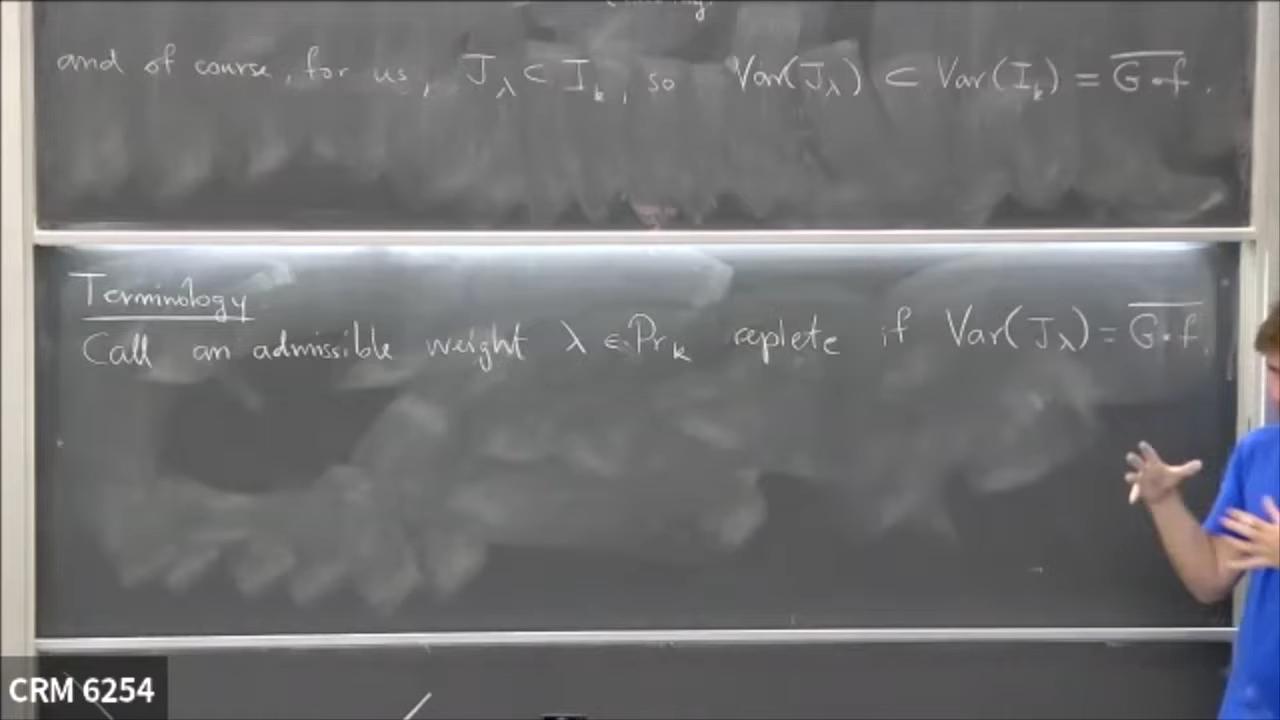 and of course, for us, J_λ ⊂ I_k, so Var(J_λ) ⊂ Var(I_k) = \overline{G·f}.
Terminology
Call an admissible weight λ ∈ Pr_k replete if Var(J_λ) = \overline{G·f}.
CRM 6254